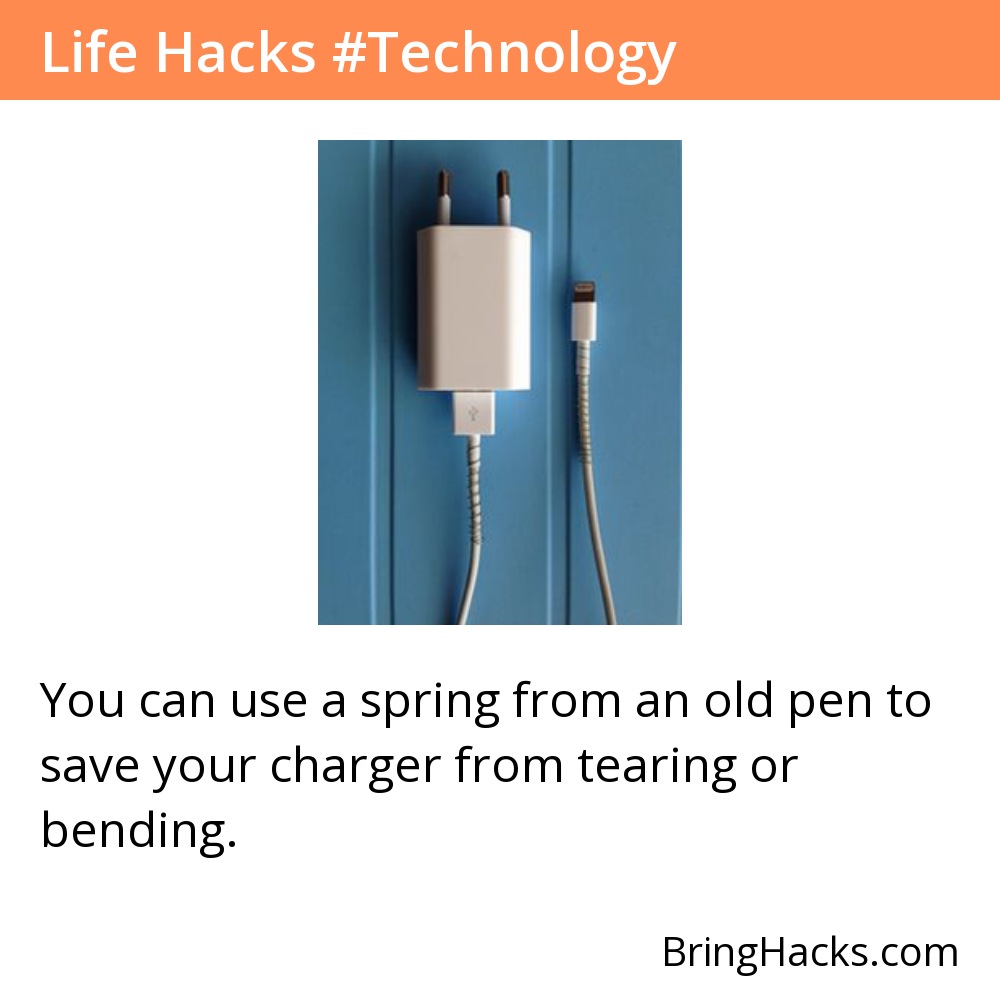 Life Hacks #Technology
You can use a spring from an old pen to
save your charger from tearing or
bending.
BringHacks.com